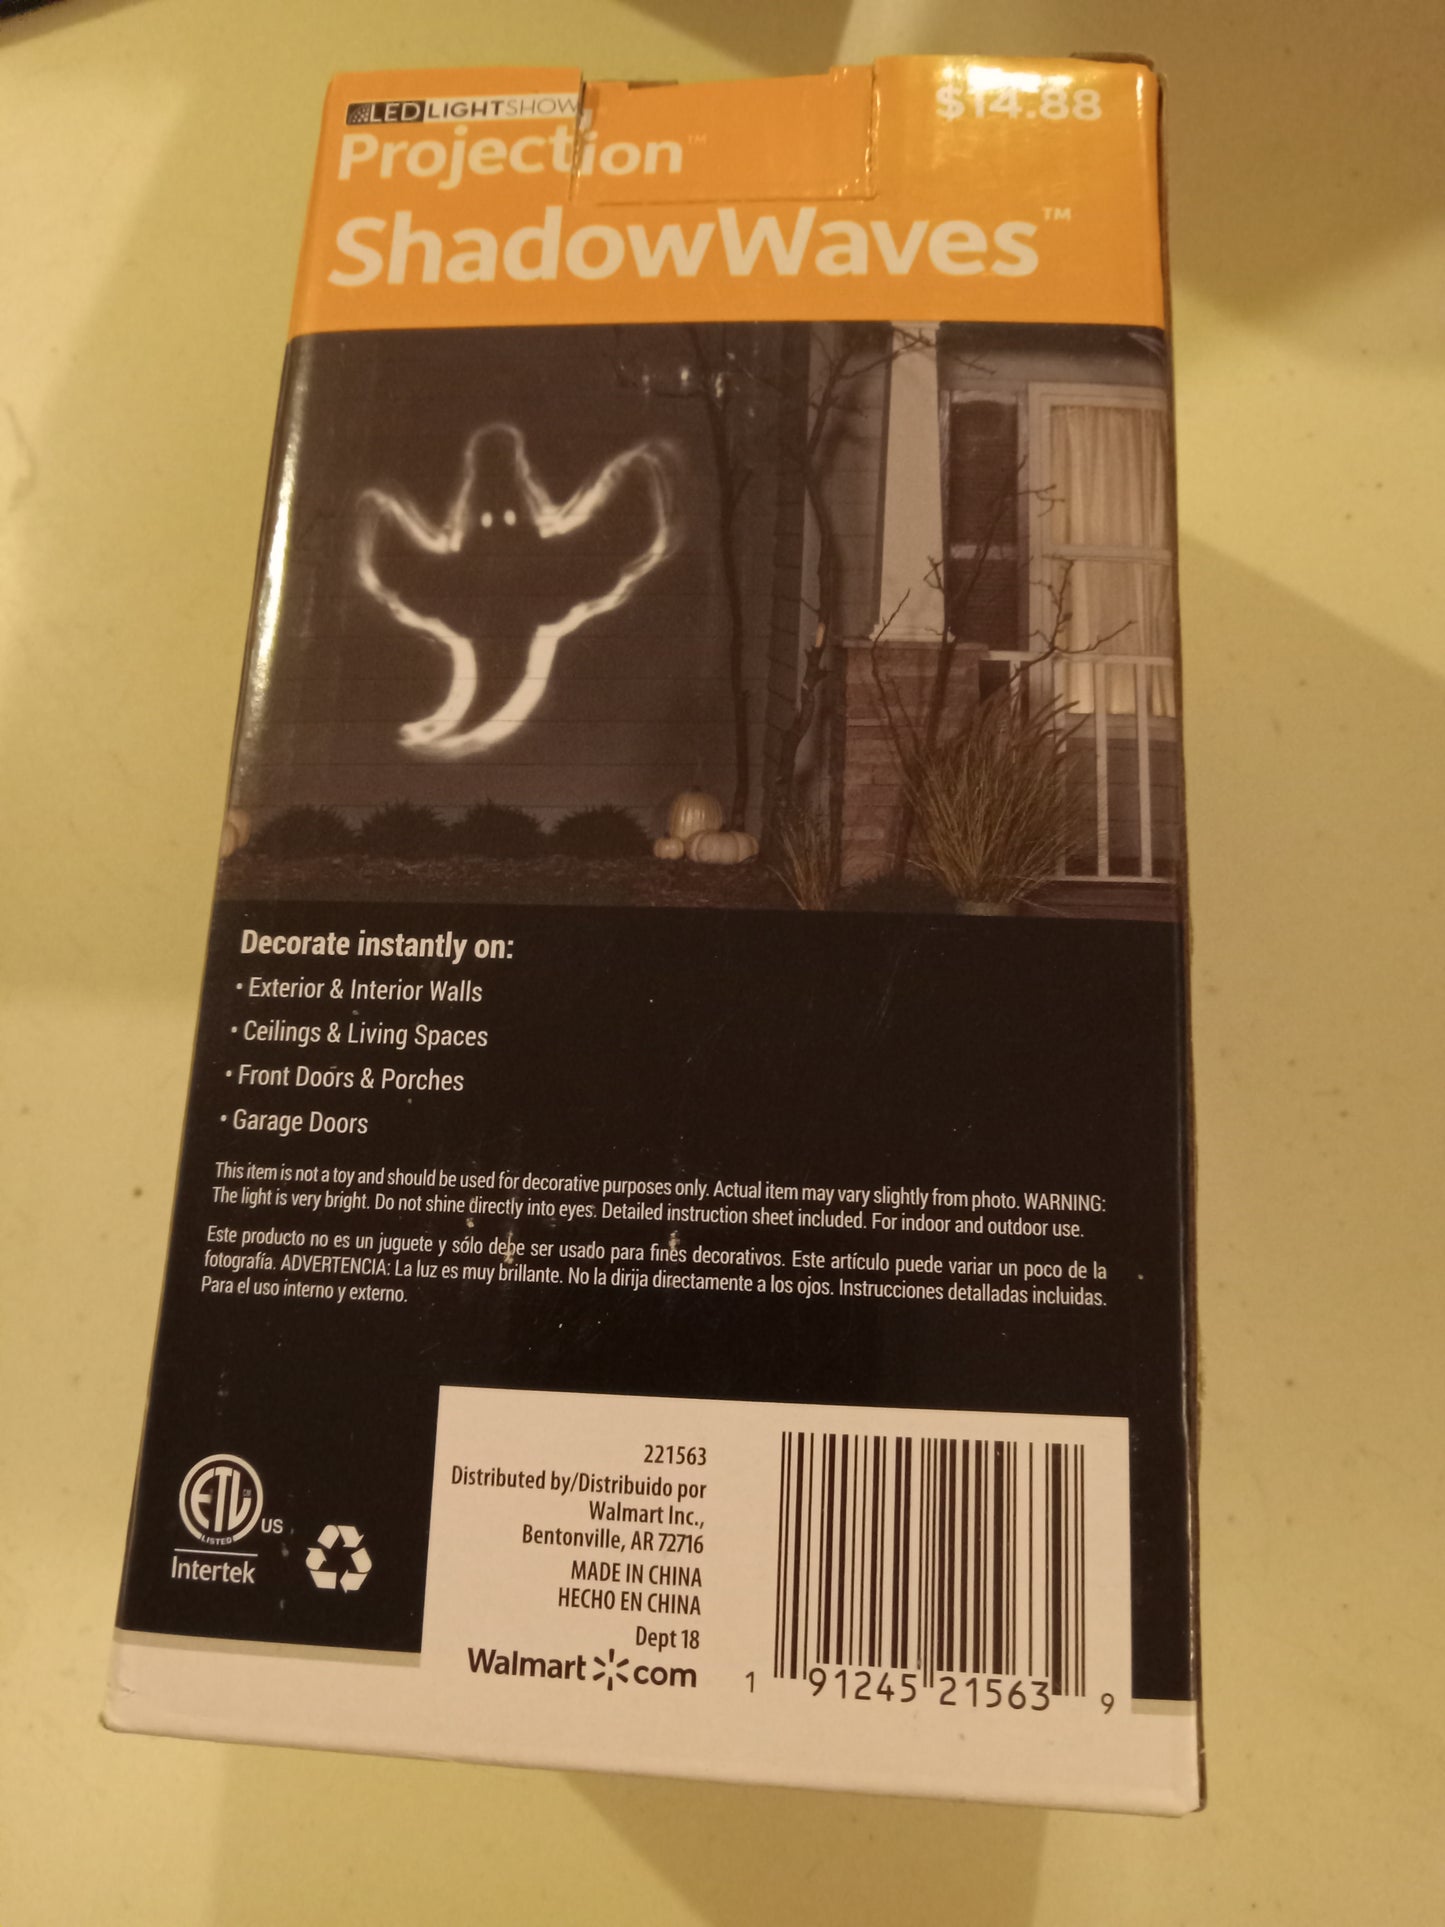 LED LIGHTSHOW
$14.88
Projection™
ShadowWaves™
Decorate instantly on:
• Exterior & Interior Walls
• Ceilings & Living Spaces
• Front Doors & Porches
• Garage Doors
This item is not a toy and should be used for decorative purposes only. Actual item may vary slightly from photo. WARNING:
The light is very bright. Do not shine directly into eyes. Detailed instruction sheet included. For indoor and outdoor use.
Este producto no es un juguete y sólo debe ser usado para fines decorativos. Este artículo puede variar un poco de la
fotografía. ADVERTENCIA: La luz es muy brillante. No la dirija directamente a los ojos. Instrucciones detalladas incluidas.
Para el uso interno y externo.
ETL
LISTED
US
Intertek
221563
Distributed by/Distribuido por
Walmart Inc.,
Bentonville, AR 72716
MADE IN CHINA
HECHO EN CHINA
Dept 18
Walmart com
1 91245 21563 9